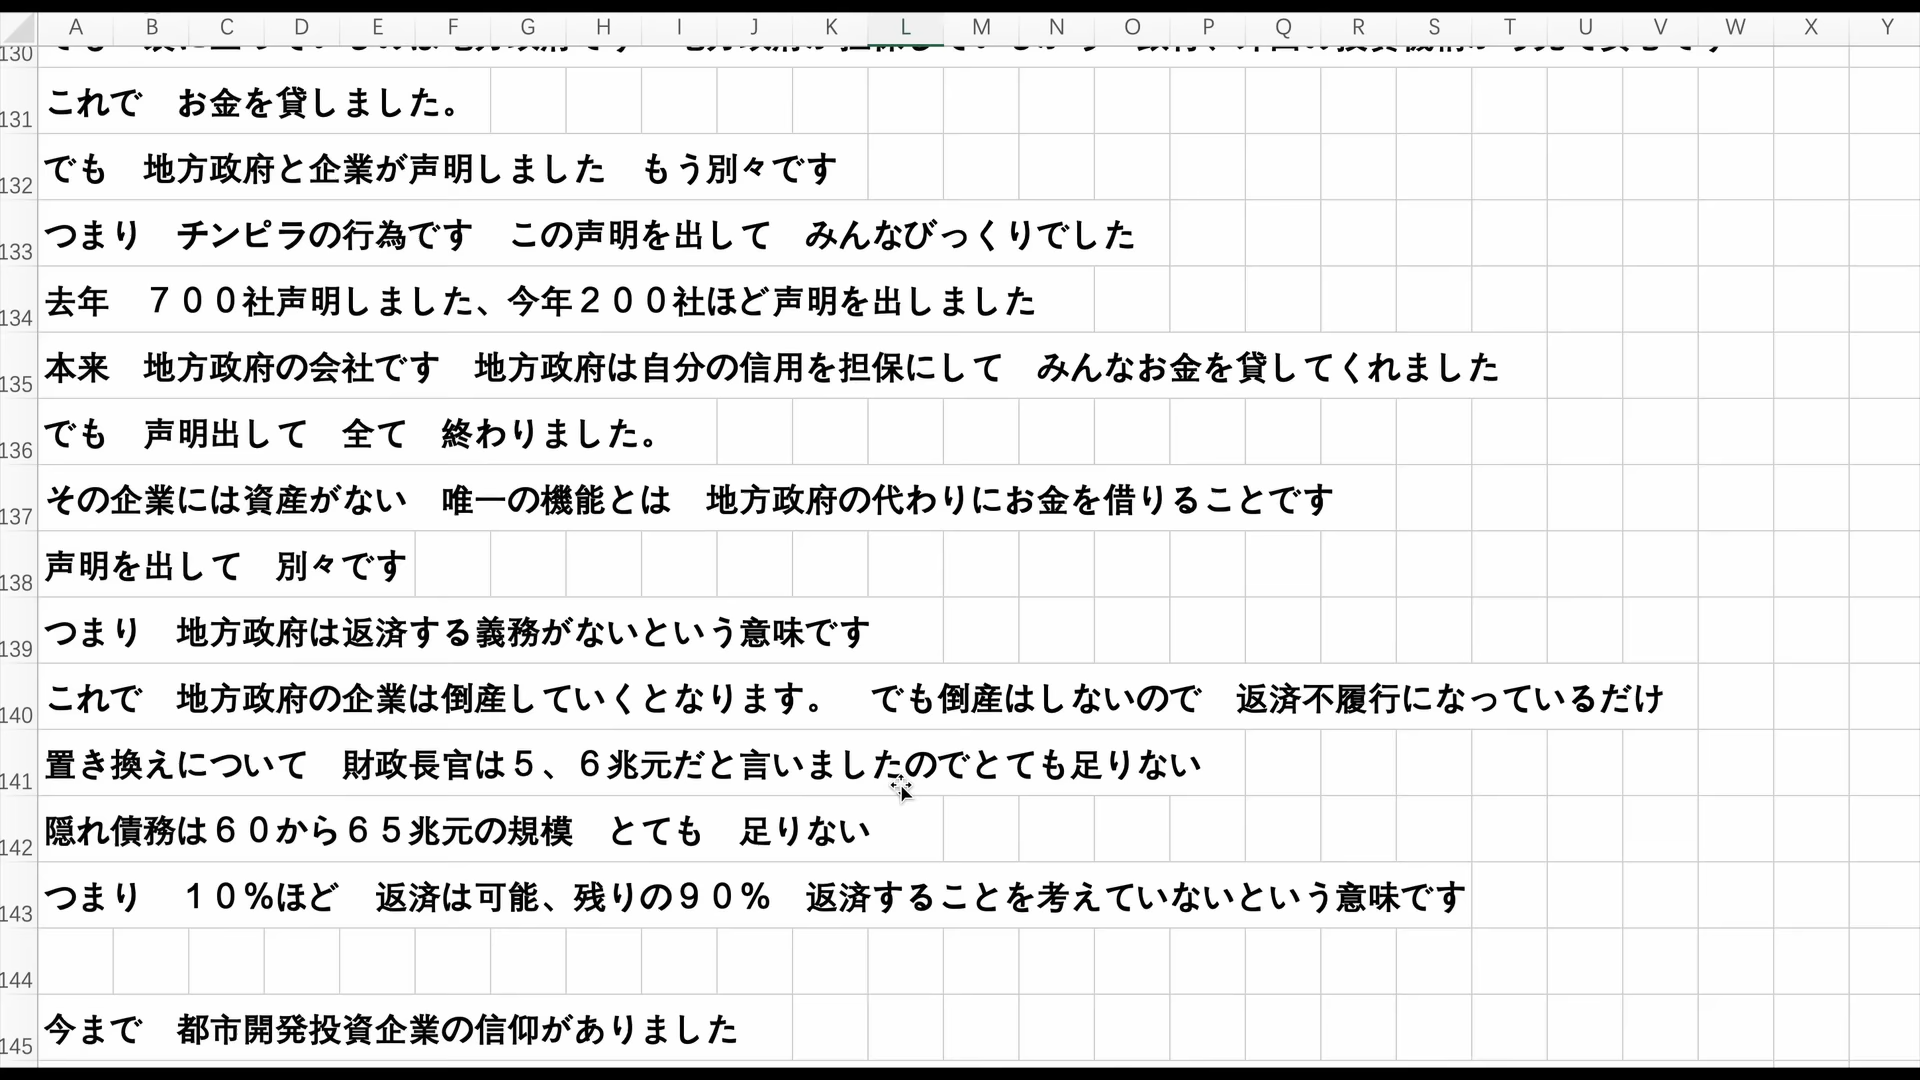 A B C D E F G H I J K L M N O P Q R S T U V W X Y
130
131 これで　お金を貸しました。
132 でも　地方政府と企業が声明しました　もう別々です
133 つまり　チンピラの行為です　この声明を出して　みんなびっくりでした
134 去年　７００社声明しました、今年２００社ほど声明を出しました
135 本来　地方政府の会社です　地方政府は自分の信用を担保にして　みんなお金を貸してくれました
136 でも　声明出して　全て　終わりました。
137 その企業には資産がない　唯一の機能とは　地方政府の代わりにお金を借りることです
138 声明を出して　別々です
139 つまり　地方政府は返済する義務がないという意味です
140 これで　地方政府の企業は倒産していくとなります。　でも倒産はしないので　返済不履行になっているだけ
141 置き換えについて　財政長官は５、６兆元だと言いましたのでとても足りない
142 隠れ債務は６０から６５兆元の規模　とても　足りない
143 つまり　１０％ほど　返済は可能、残りの９０％　返済することを考えていないという意味です
144
145 今まで　都市開発投資企業の信仰がありました